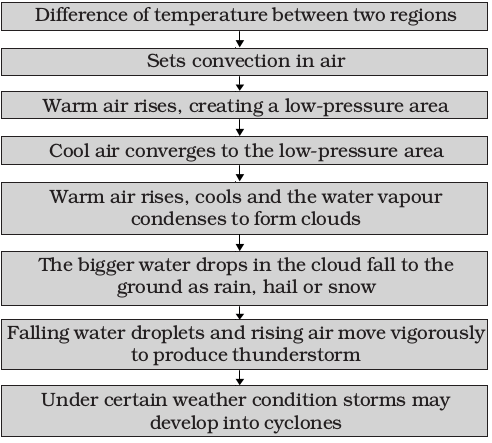 Difference of temperature between two regions
Sets convection in air
Warm air rises, creating a low-pressure area
Cool air converges to the low-pressure area
Warm air rises, cools and the water vapour
condenses to form clouds
The bigger water drops in the cloud fall to the
ground as rain, hail or snow
Falling water droplets and rising air move vigorously
to produce thunderstorm
Under certain weather condition storms may
develop into cyclones